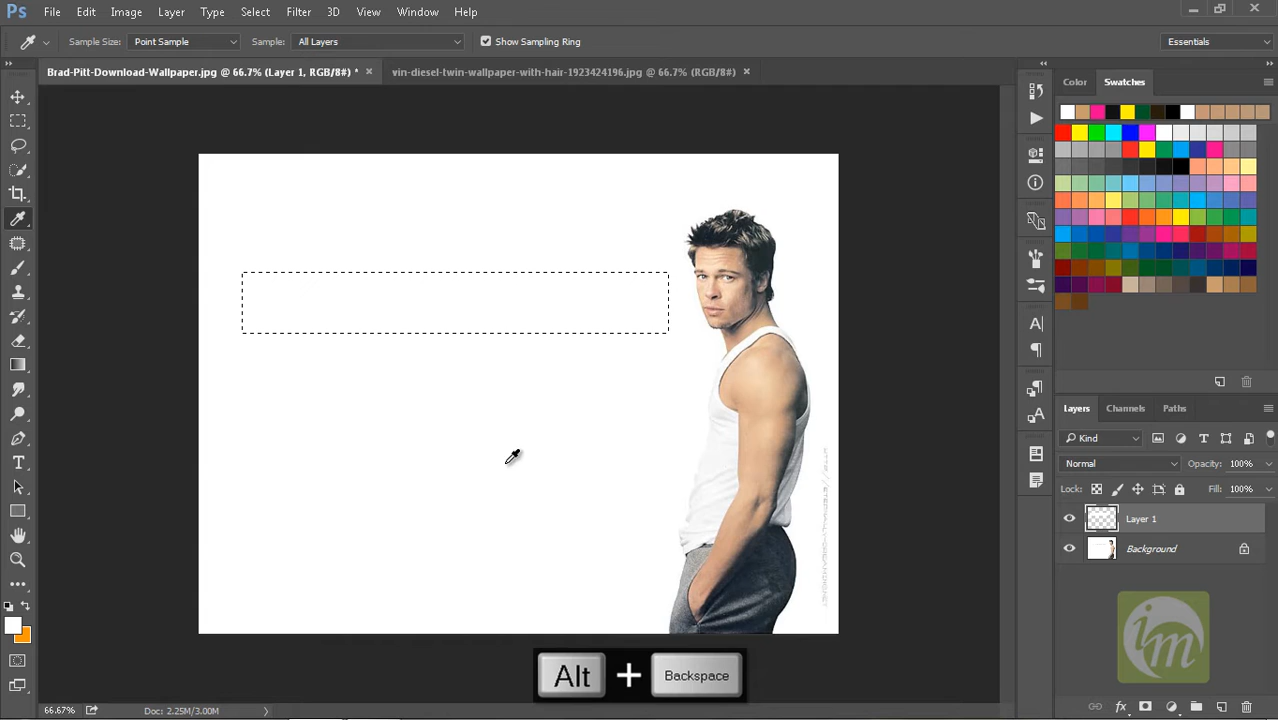 Ps File Edit Image Layer Type Select Filter 3D View Window Help
Sample Size: Point Sample Sample: All Layers Show Sampling Ring Essentials
Brad-Pitt-Download-Wallpaper.jpg @ 66.7% (Layer 1, RGB/8#) * × vin-diesel-twin-wallpaper-with-hair-1923424196.jpg @ 66.7% (RGB/8#) ×
Color Swatches
Layers Channels Paths
Kind
Normal Opacity: 100%
Lock: Fill: 100%
Layer 1
Background
im
Alt + Backspace
66.67% Doc: 2.25M/3.00M